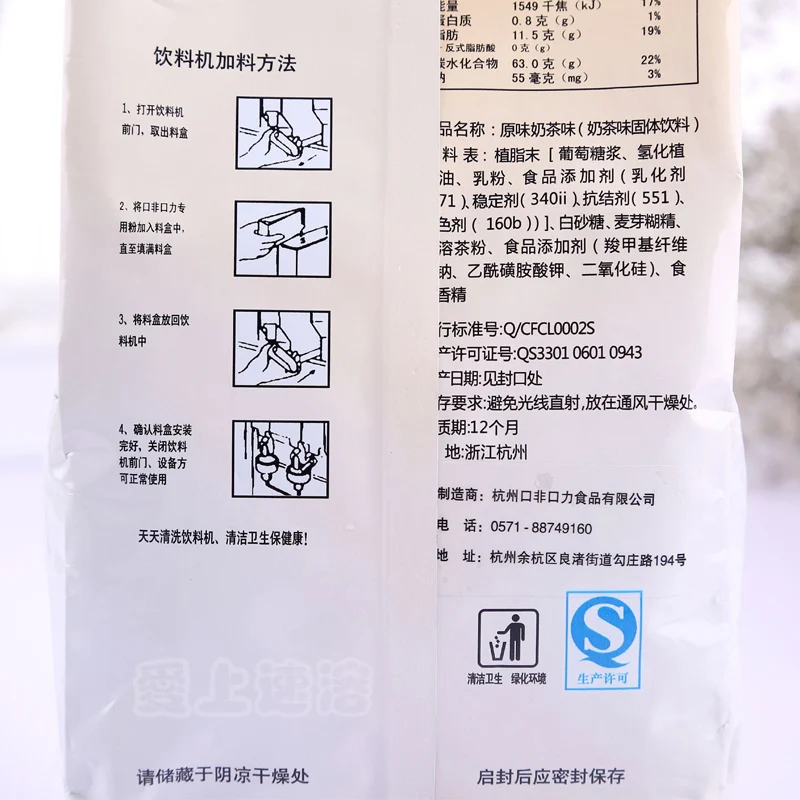 饮料机加料方法
1、打开饮料机
前门、取出料盒
2、将口非口力专
用粉加入料盒中，
直至填满料盒
3、将料盒放回饮
料机中
4、确认料盒安装
完好，关闭饮料
机前门、设备方
可正常使用
天天清洗饮料机、清洁卫生保健康！
爱上速洁
请储藏于阴凉干燥处
能量 1549 千焦（kJ） 17%
蛋白质 0.8 克（g） 1%
脂肪 11.5 克（g） 19%
- 反式脂肪酸 0克（g）
碳水化合物 63.0 克（g） 22%
钠 55 毫克（mg） 3%
品名称：原味奶茶味（奶茶味固体饮料）
料 表：植脂末［葡萄糖浆、氢化植
油、乳粉、食品添加剂（乳化剂
71）、稳定剂（340ii）、抗结剂（551）、
色剂（ 160b））］、白砂糖、麦芽糊精、
溶茶粉、食品添加剂（羧甲基纤维
钠、乙酰磺胺酸钾、二氧化硅）、食
香精
行标准号:Q/CFCL0002S
产许可证号:QS3301 0601 0943
产日期:见封口处
存要求:避免光线直射,放在通风干燥处。
质期:12个月
地:浙江杭州
制造商：杭州口非口力食品有限公司
电 话：0571 - 88749160
地 址：杭州余杭区良渚街道勾庄路194号
清洁卫生 绿化环境
QS
生产许可
启封后应密封保存